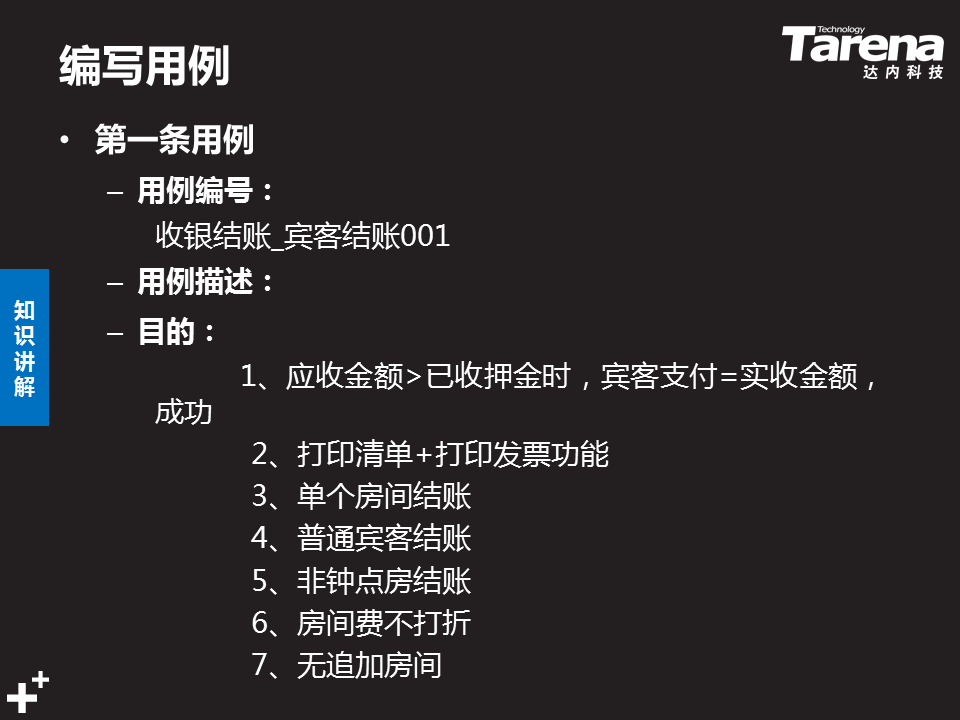 编写用例
Technology
Tarena
达内科技
• 第一条用例
– 用例编号：
收银结账_宾客结账001
– 用例描述：
– 目的：
1、应收金额>已收押金时，宾客支付=实收金额，
成功
2、打印清单+打印发票功能
3、单个房间结账
4、普通宾客结账
5、非钟点房结账
6、房间费不打折
7、无追加房间
知
识
讲
解